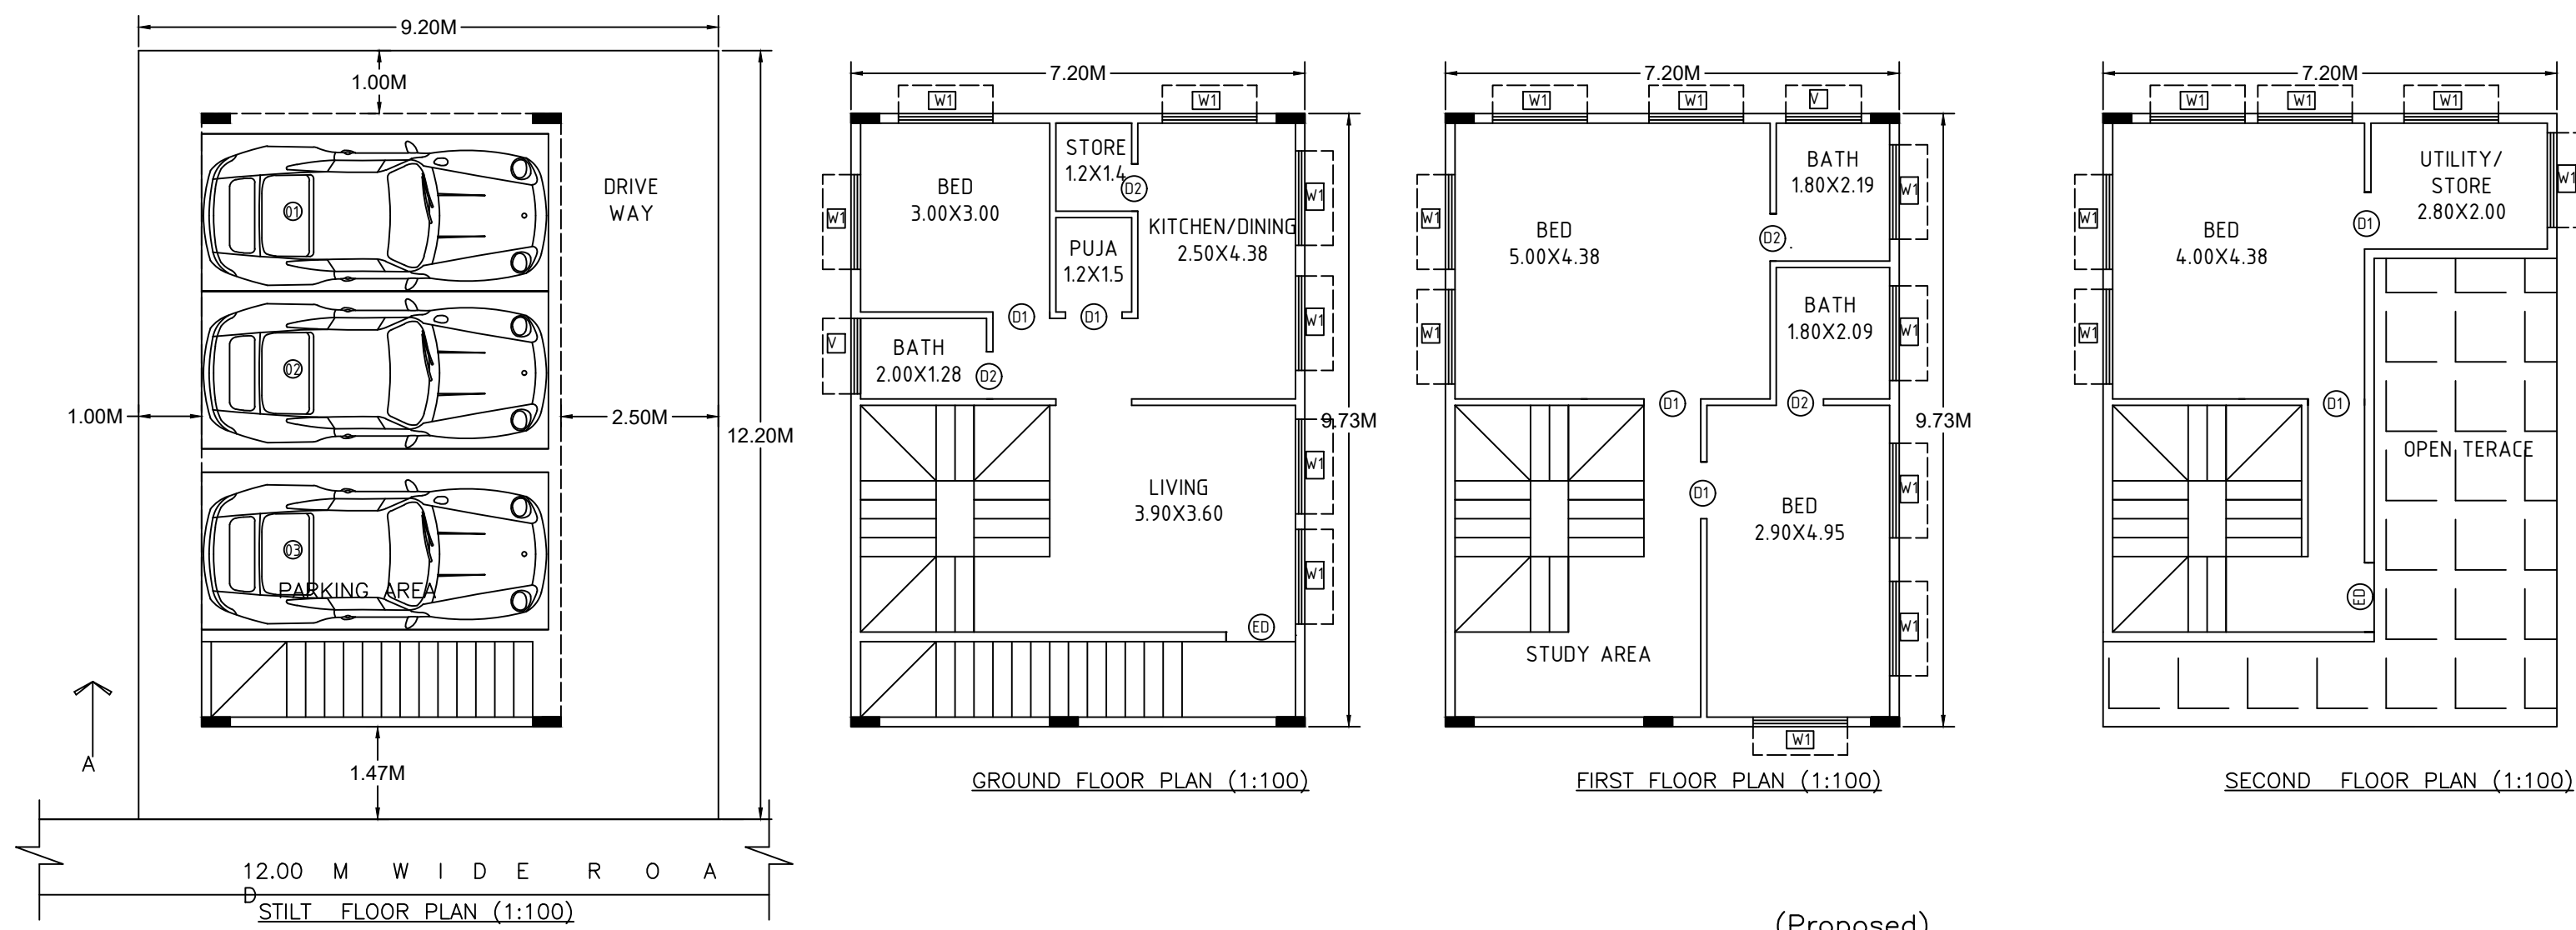 9.20M
1.00M
DRIVE
WAY
01
02
03
PARKING AREA
1.00M
2.50M
12.20M
1.47M
A
12.00 M W I D E R O A
D
STILT FLOOR PLAN (1:100)
7.20M
W1
W1
STORE
1.2X1.4
D2
BED
3.00X3.00
W1
W1
KITCHEN/DINING
2.50X4.38
PUJA
1.2X1.5
D1
D1
W1
V
BATH
2.00X1.28
D2
9.73M
W1
LIVING
3.90X3.60
W1
ED
GROUND FLOOR PLAN (1:100)
7.20M
W1
W1
V
BATH
1.80X2.19
W1
W1
BED
5.00X4.38
D2
BATH
1.80X2.09
W1
W1
D1
D2
9.73M
D1
W1
BED
2.90X4.95
W1
STUDY AREA
W1
FIRST FLOOR PLAN (1:100)
7.20M
W1
W1
W1
UTILITY/
STORE
2.80X2.00
W1
W1
D1
BED
4.00X4.38
W1
D1
OPEN TERACE
ED
SECOND FLOOR PLAN (1:100)
(Proposed)